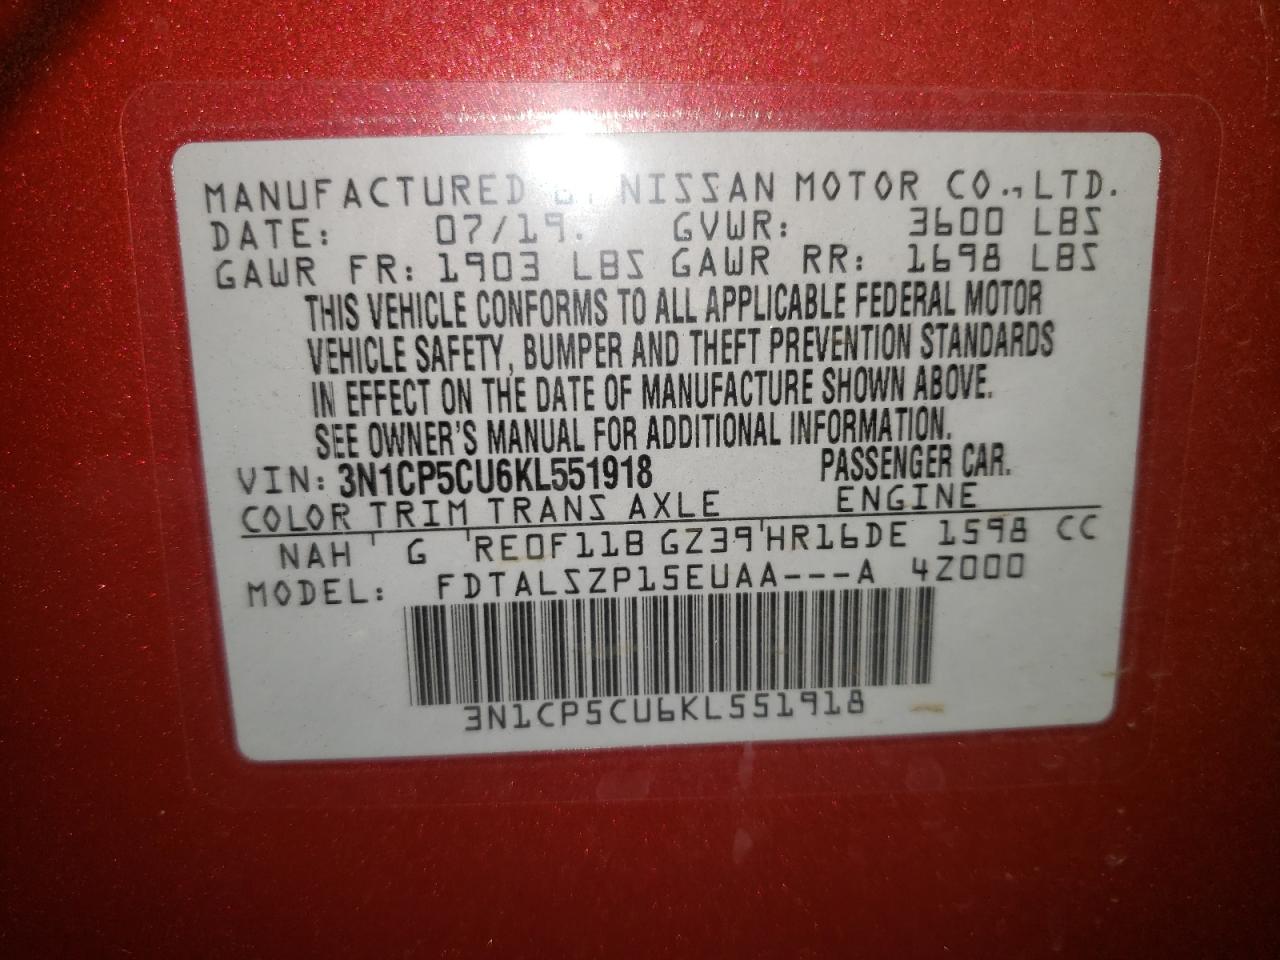 MANUFACTURED BY NISSAN MOTOR CO.,LTD.
DATE: 07/19. GVWR: 3600 LBS
GAWR FR: 1903 LBS GAWR RR: 1698 LBS
THIS VEHICLE CONFORMS TO ALL APPLICABLE FEDERAL MOTOR
VEHICLE SAFETY, BUMPER AND THEFT PREVENTION STANDARDS
IN EFFECT ON THE DATE OF MANUFACTURE SHOWN ABOVE.
SEE OWNER'S MANUAL FOR ADDITIONAL INFORMATION.
VIN: 3N1CP5CU6KL551918 PASSENGER CAR.
COLOR TRIM TRANS AXLE ENGINE
NAH ' G 'RE0F11B GZ39'HR16DE 1598 CC
MODEL: FDTALSZP15EUAA---A 4Z000
3N1CP5CU6KL551918